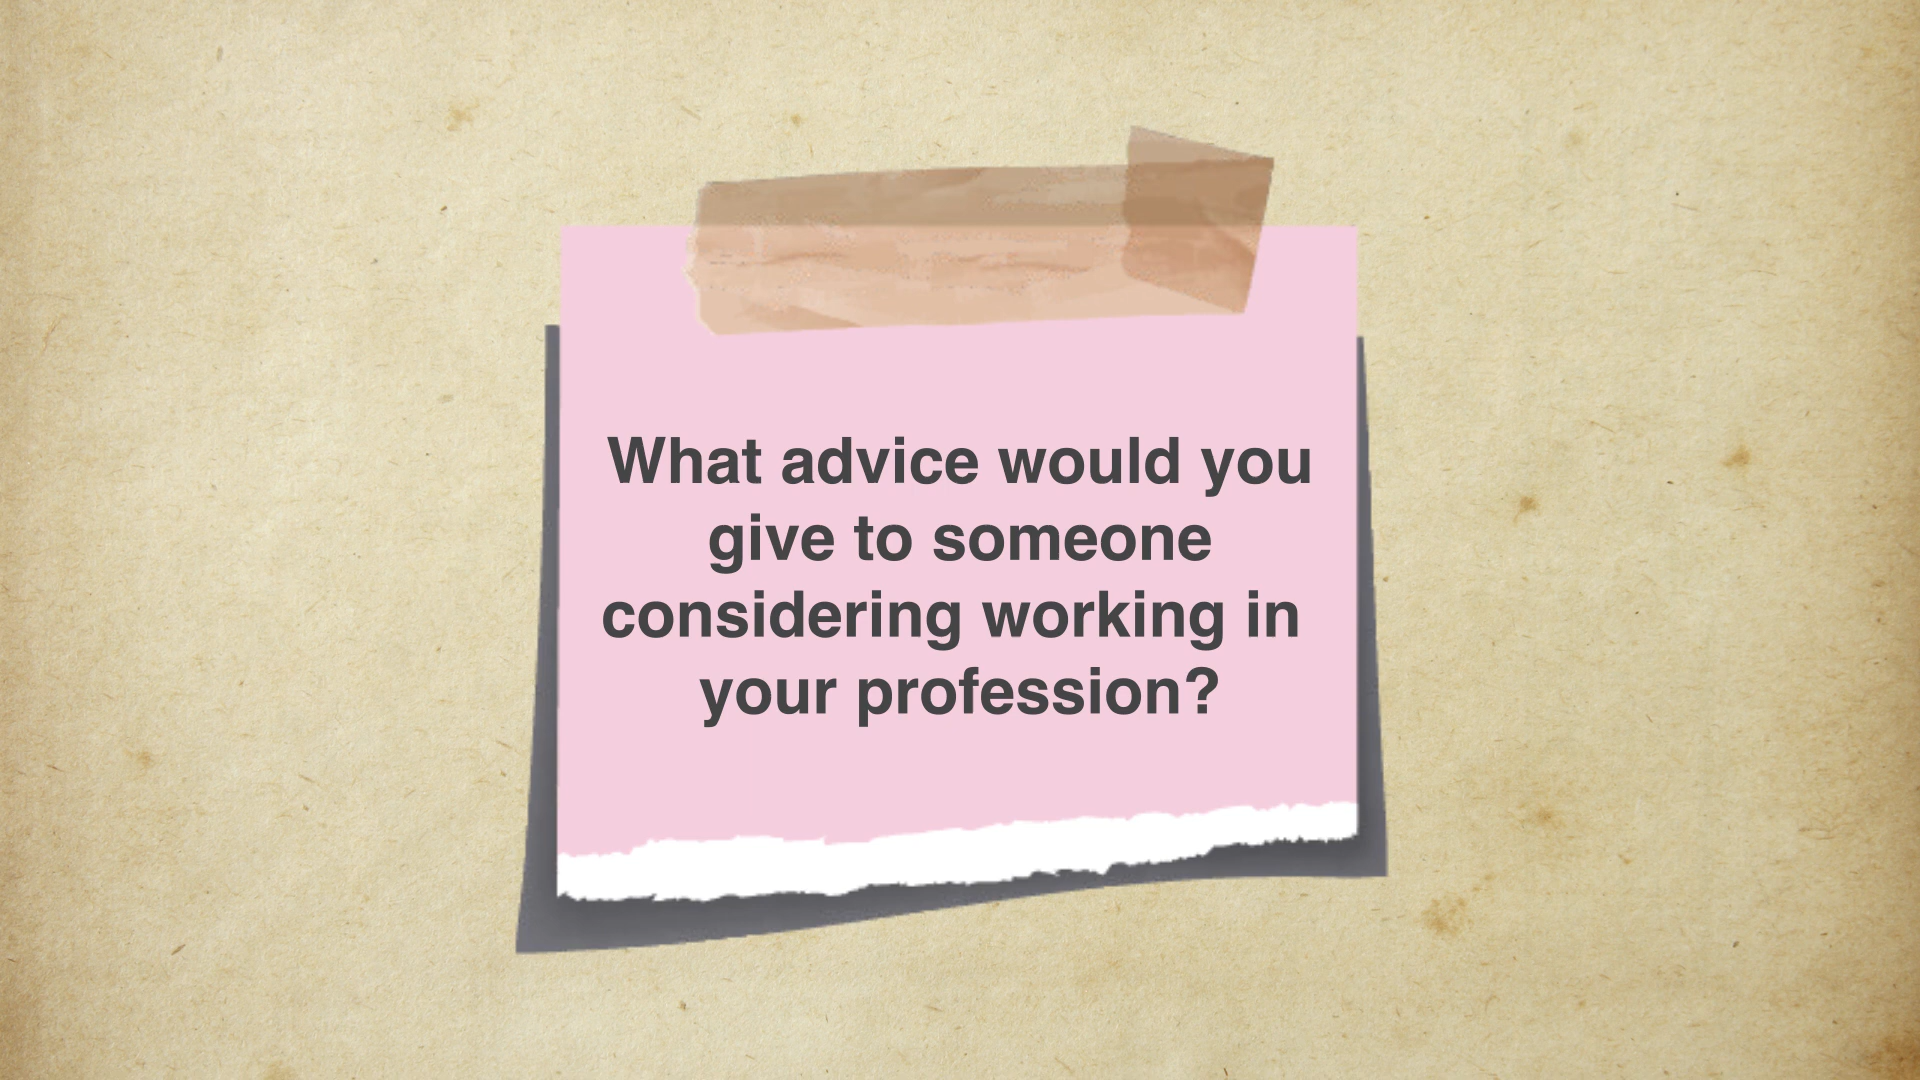 What advice would you
give to someone
considering working in
your profession?